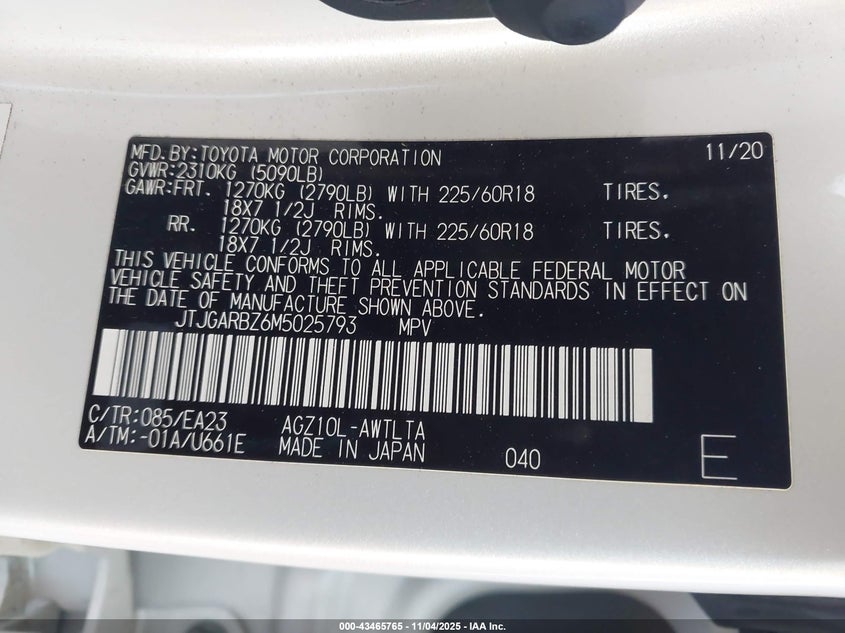 MFD.BY:TOYOTA MOTOR CORPORATION 11/20
GVWR:2310KG (5090LB)
GAWR:FRT. 1270KG (2790LB) WITH 225/60R18 TIRES.
18X7 1/2J RIMS.
RR. 1270KG (2790LB) WITH 225/60R18 TIRES.
18X7 1/2J RIMS.
THIS VEHICLE CONFORMS TO ALL APPLICABLE FEDERAL MOTOR
VEHICLE SAFETY AND THEFT PREVENTION STANDARDS IN EFFECT ON
THE DATE OF MANUFACTURE SHOWN ABOVE.
JTJGARBZ6M5025793 MPV
C/TR:085/EA23 AGZ10L-AWTLTA
A/TM:-01A/U661E MADE IN JAPAN 040 E
000-43465765 - 11/04/2025 - IAA Inc.